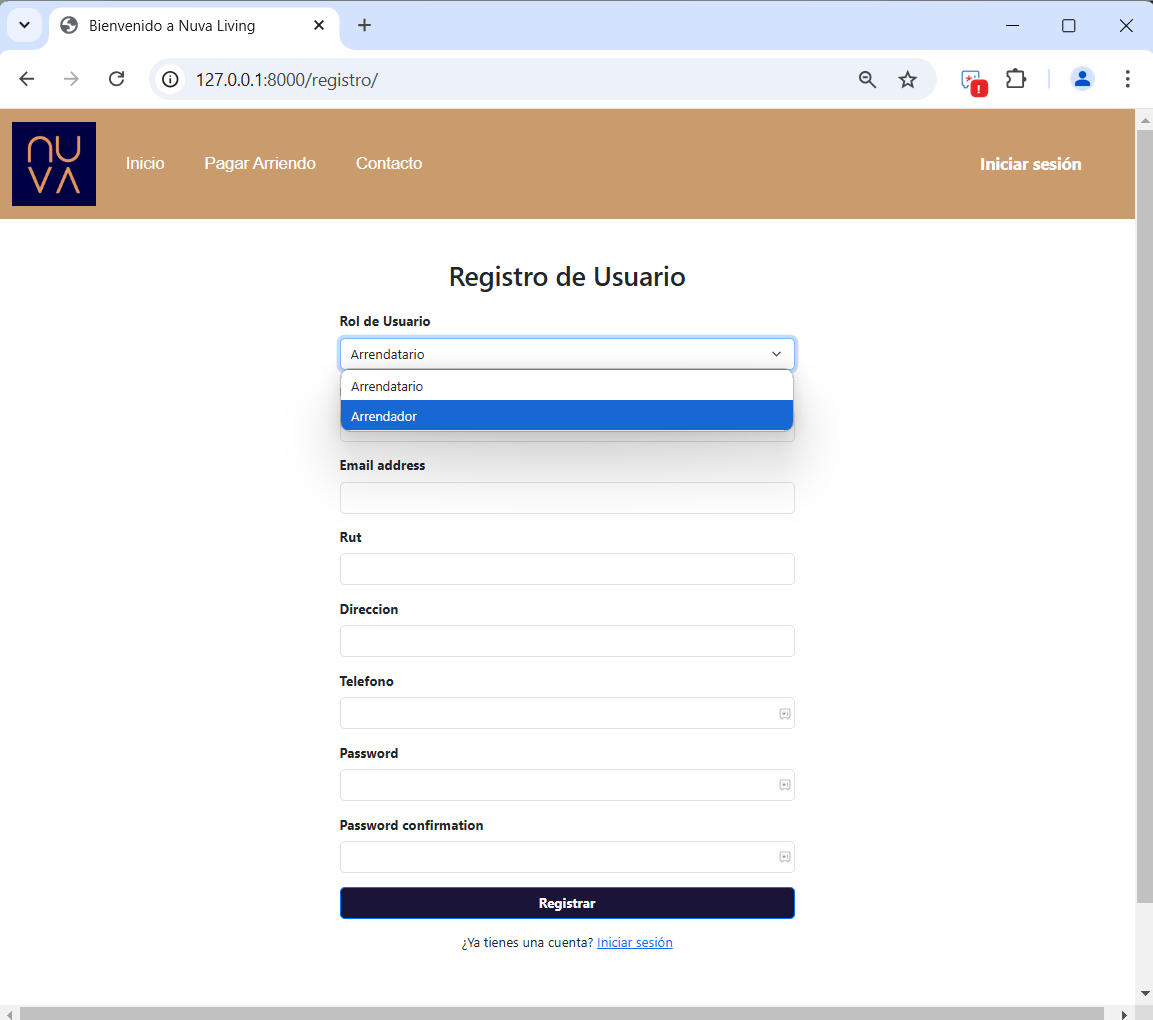 Bienvenido a Nuva Living
127.0.0.1:8000/registro/
NUVA
Inicio Pagar Arriendo Contacto Iniciar sesión
Registro de Usuario
Rol de Usuario
Arrendatario
Arrendatario
Arrendador
Email address
Rut
Direccion
Telefono
Password
Password confirmation
Registrar
¿Ya tienes una cuenta? Iniciar sesión